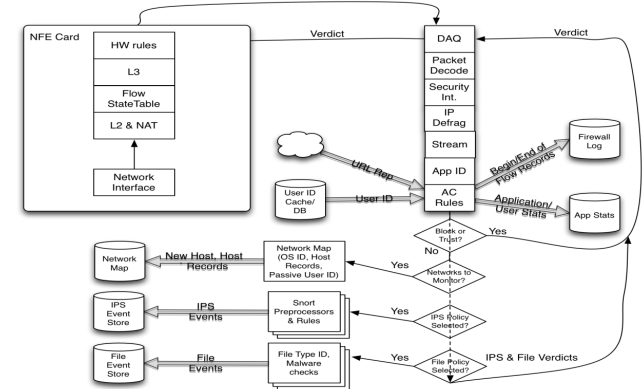 NFE Card
HW rules
L3
Flow
StateTable
L2 & NAT
Network
Interface
Verdict
DAQ
Packet
Decode
Security
Int.
IP
Defrag
Stream
App ID
AC
Rules
Verdict
URL Rep
User ID
Cache/
DB
User ID
Begin/End of
Flow Records
Firewall
Log
Application/
User Stats
App Stats
Block or
Trust?
Yes
No
Network
Map
New Host, Host
Records
Network Map
(OS ID, Host
Records,
Passive User ID)
Yes
Networks to
Monitor?
IPS
Event
Store
IPS
Events
Snort
Preprocessors
& Rules
Yes
IPS Policy
Selected?
File
Event
Store
File
Events
File Type ID,
Malware
checks
Yes
File Policy
Selected?
IPS & File Verdicts